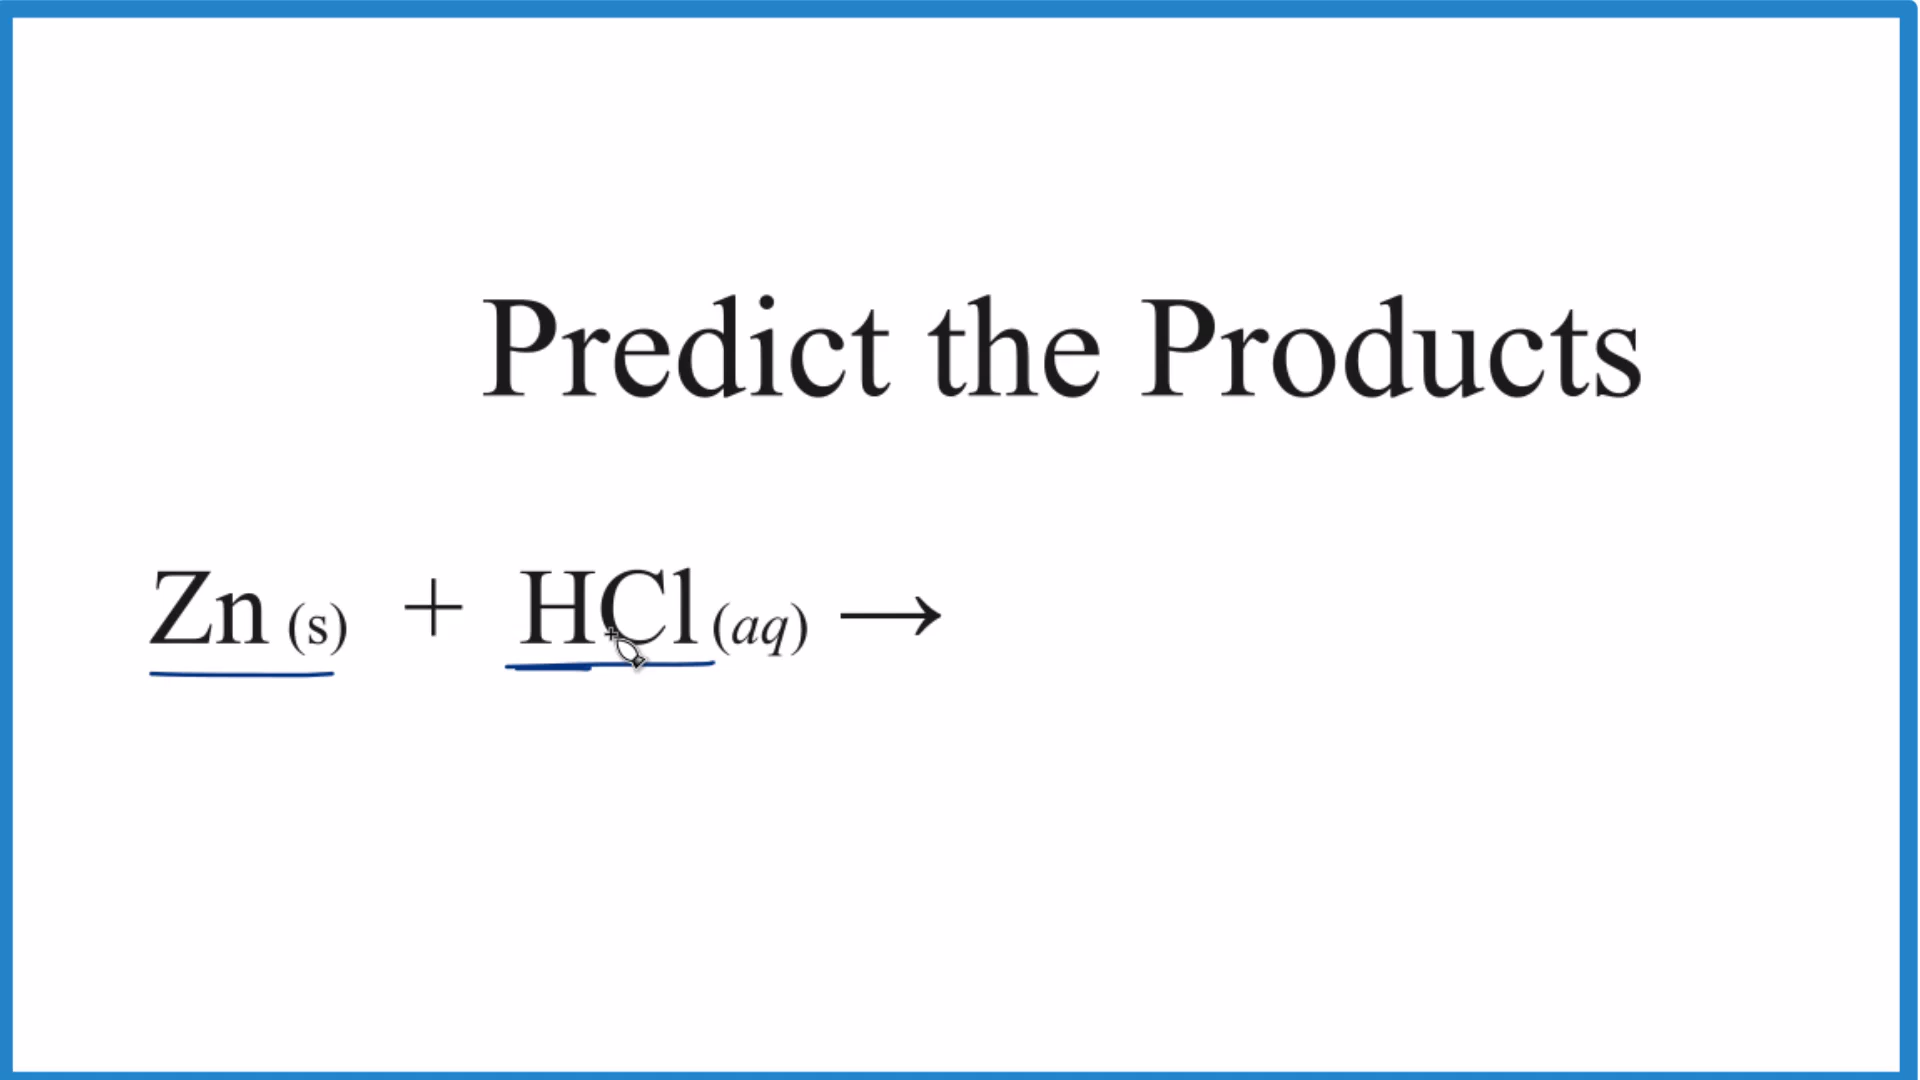 Predict the Products
Zn (s) + HCl (aq) →